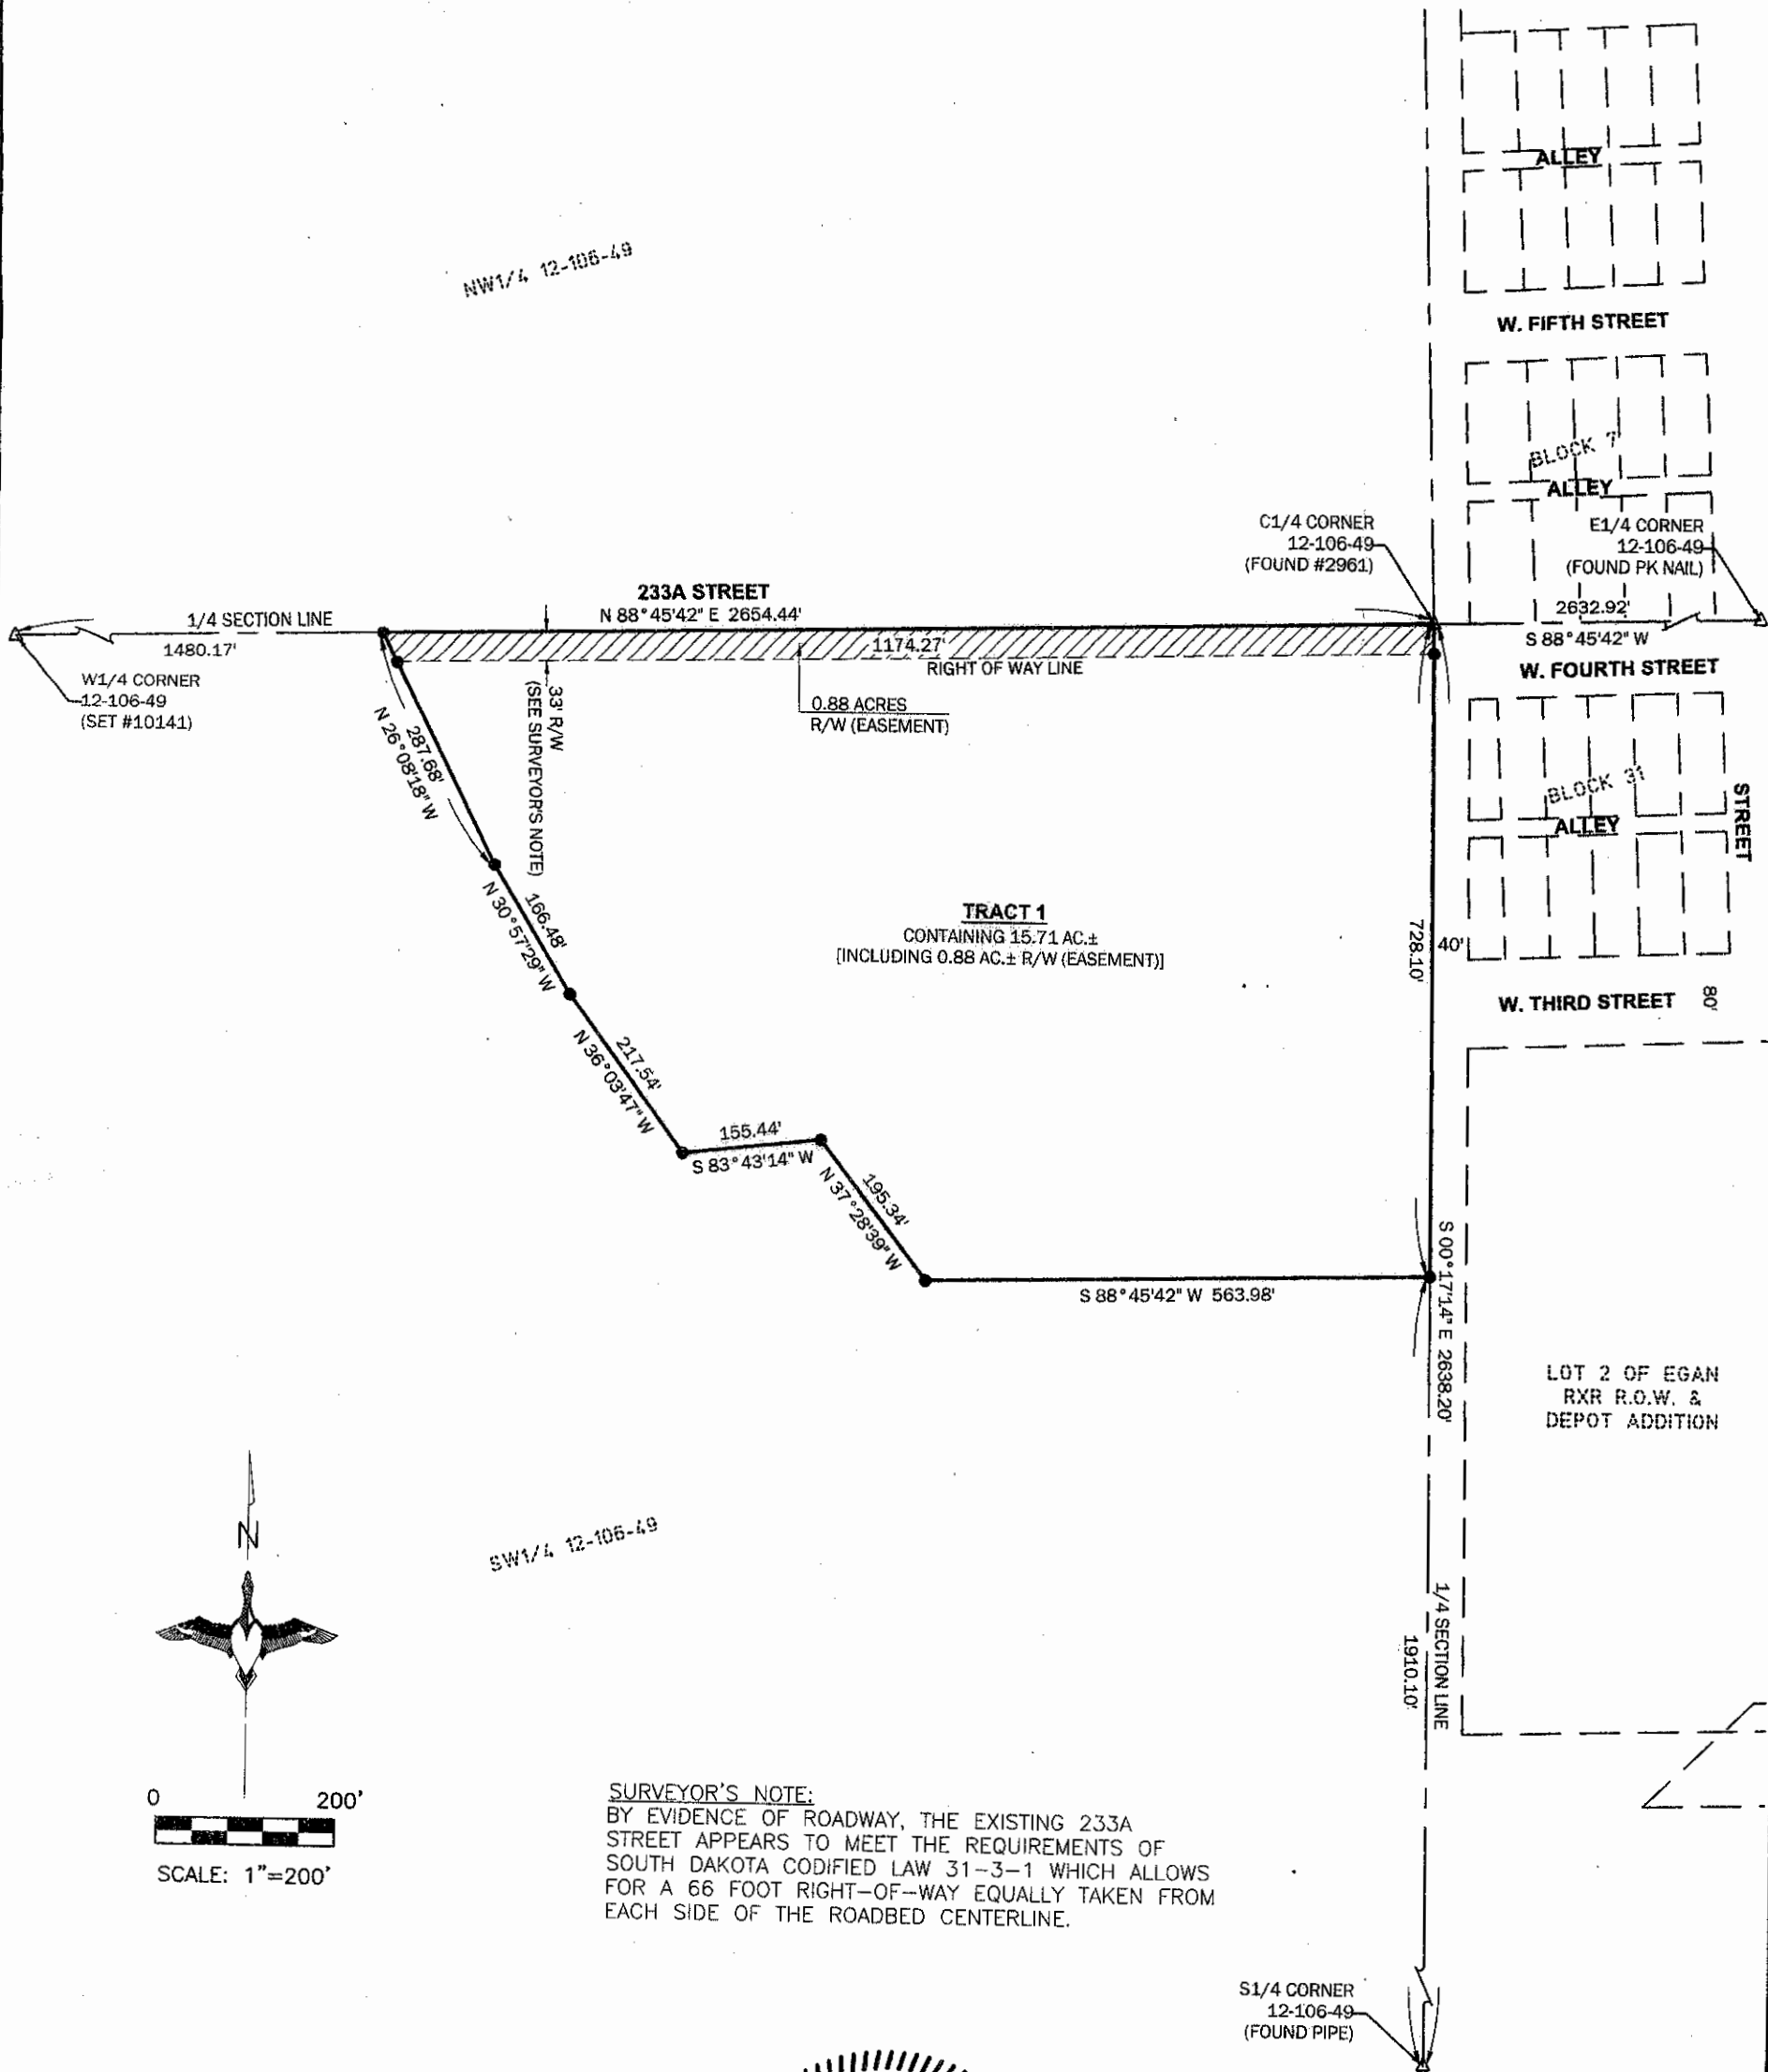 ALLEY
NW1/4 12-106-49
W. FIFTH STREET
BLOCK 7
ALLEY
C1/4 CORNER
12-106-49
(FOUND #2961)
E1/4 CORNER
12-106-49
(FOUND PK NAIL)
233A STREET
N 88°45'42" E 2654.44'
1/4 SECTION LINE
1480.17'
2632.92'
S 88°45'42" W
1174.27'
RIGHT OF WAY LINE
W. FOURTH STREET
W1/4 CORNER
12-106-49
(SET #10141)
33' R/W
(SEE SURVEYOR'S NOTE)
0.88 ACRES
R/W (EASEMENT)
287.68'
N 26°08'18" W
BLOCK 31
ALLEY
STREET
166.48'
N 30°57'29" W
TRACT 1
CONTAINING 15.71 AC.±
[INCLUDING 0.88 AC.± R/W (EASEMENT)]
728.10'
40'
W. THIRD STREET
80'
217.54'
N 36°03'47" W
155.44'
S 83°43'14" W
195.34'
N 37°28'39" W
S 88°45'42" W 563.98'
S 00°17'14" E 2638.20'
LOT 2 OF EGAN
RXR R.O.W. &
DEPOT ADDITION
N
SW1/4 12-106-49
1/4 SECTION LINE
1910.10'
0 200'
SCALE: 1"=200'
SURVEYOR'S NOTE:
BY EVIDENCE OF ROADWAY, THE EXISTING 233A
STREET APPEARS TO MEET THE REQUIREMENTS OF
SOUTH DAKOTA CODIFIED LAW 31-3-1 WHICH ALLOWS
FOR A 66 FOOT RIGHT-OF-WAY EQUALLY TAKEN FROM
EACH SIDE OF THE ROADBED CENTERLINE.
S1/4 CORNER
12-106-49
(FOUND PIPE)